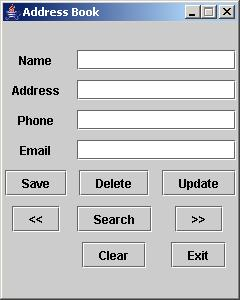 Address Book
Name
Address
Phone
Email
Save Delete Update
<< Search >>
Clear Exit